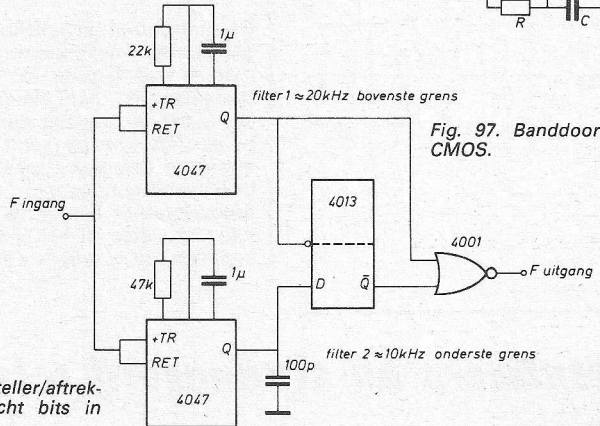 R
C
22k
1µ
+TR
RET
Q
4047
filter 1 ≈ 20kHz bovenste grens
Fig. 97. Banddoor
CMOS.
F ingang
4013
D
Q̄
4001
F uitgang
47k
1µ
+TR
RET
Q
4047
100p
filter 2 ≈ 10kHz onderste grens
eller/aftrek-
cht bits in